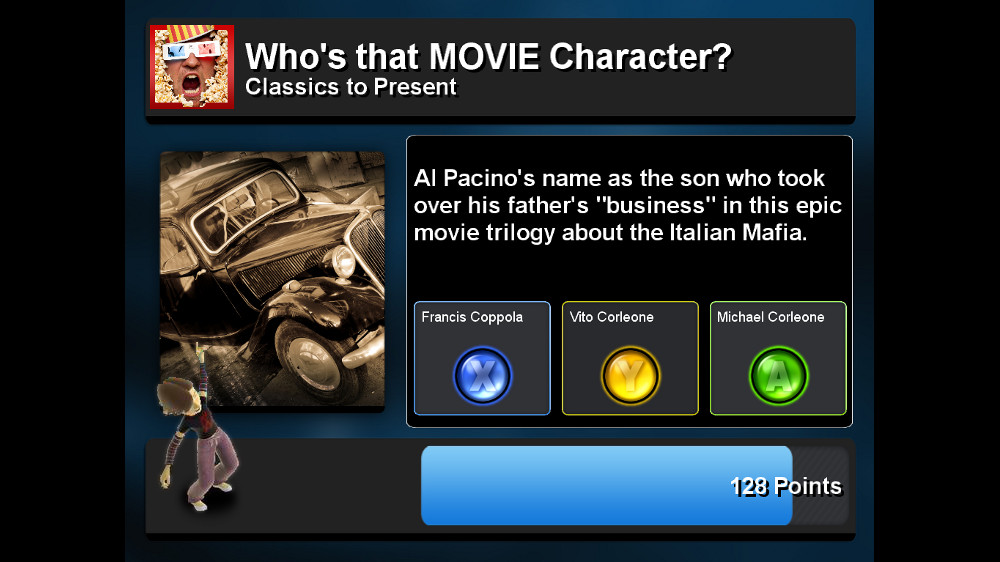 Who's that MOVIE Character?
Classics to Present
Al Pacino's name as the son who took
over his father's "business" in this epic
movie trilogy about the Italian Mafia.
Francis Coppola
Vito Corleone
Michael Corleone
X
Y
A
128 Points